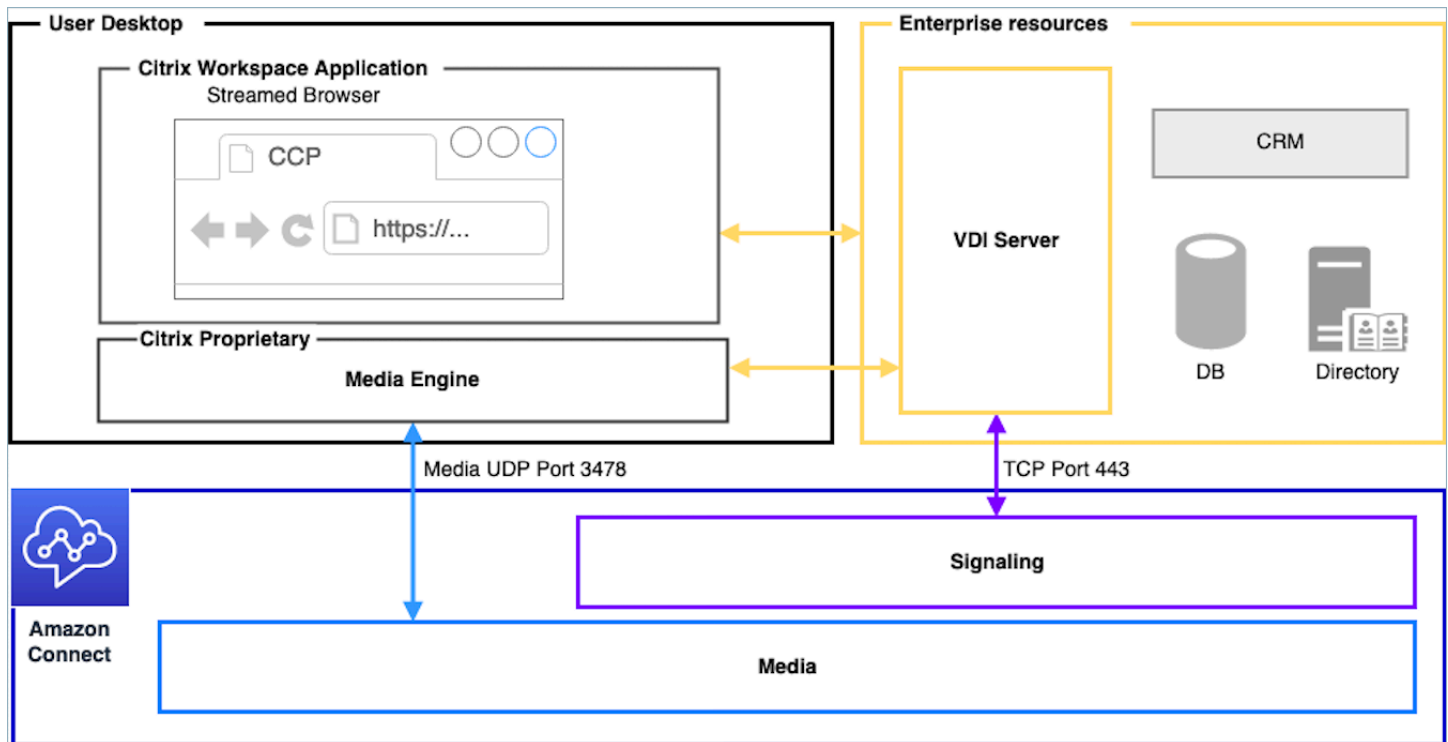 User Desktop
Enterprise resources
Citrix Workspace Application
Streamed Browser
CCP
https://...
CRM
VDI Server
DB
Directory
Citrix Proprietary
Media Engine
Media UDP Port 3478
TCP Port 443
Signaling
Amazon
Connect
Media